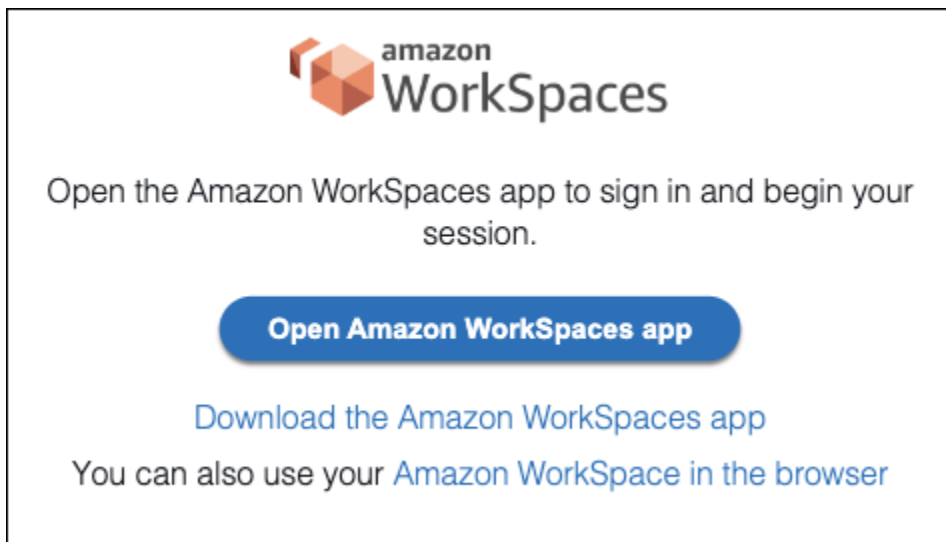 amazon
WorkSpaces
Open the Amazon WorkSpaces app to sign in and begin your
session.
Open Amazon WorkSpaces app
Download the Amazon WorkSpaces app
You can also use your Amazon WorkSpace in the browser